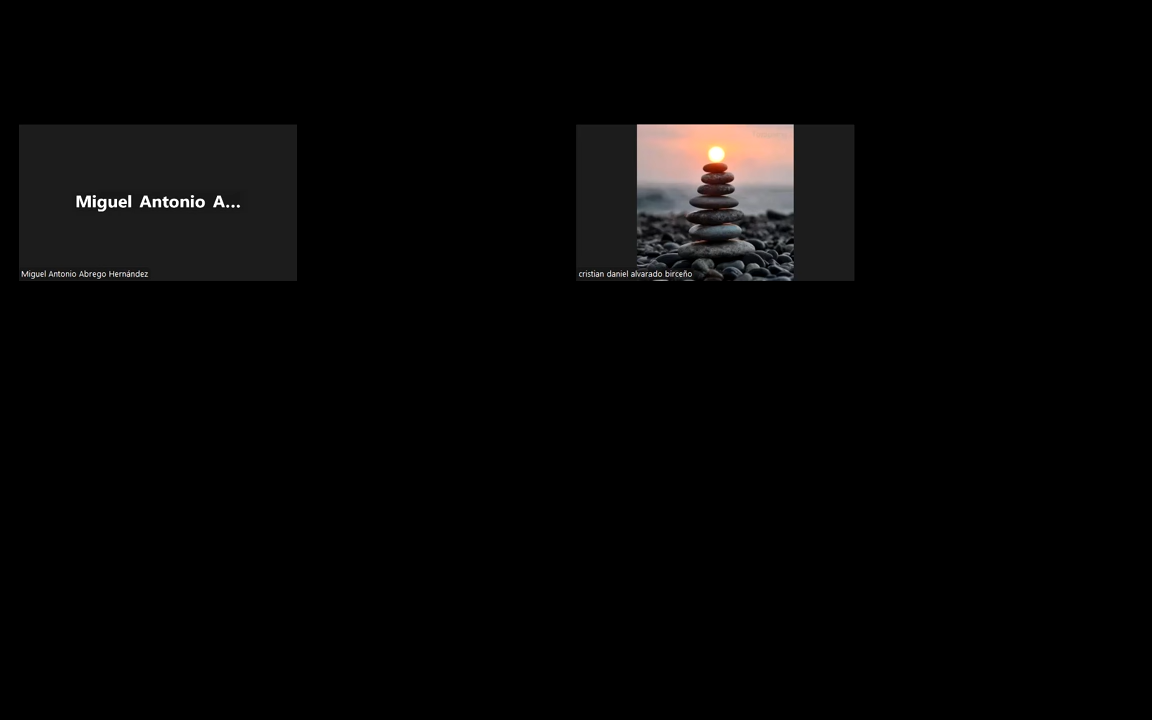 Miguel Antonio A...
Miguel Antonio Abrego Hernández
cristian daniel alvarado birceño